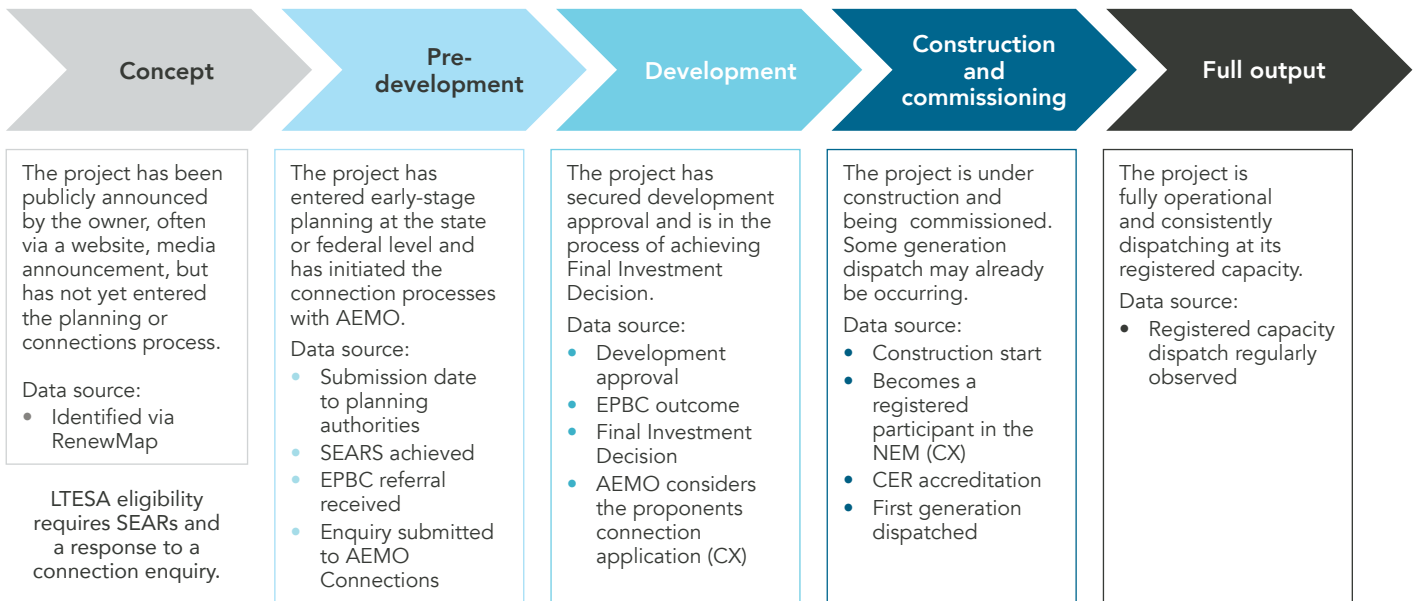 Concept
The project has been
publicly announced
by the owner, often
via a website, media
announcement, but
has not yet entered
the planning or
connections process.
Data source:
• Identified via
RenewMap
LTESA eligibility
requires SEARs and
a response to a
connection enquiry.
Pre-
development
The project has
entered early-stage
planning at the state
or federal level and
has initiated the
connection processes
with AEMO.
Data source:
• Submission date
to planning
authorities
• SEARS achieved
• EPBC referral
received
• Enquiry submitted
to AEMO
Connections
Development
The project has
secured development
approval and is in the
process of achieving
Final Investment
Decision.
Data source:
• Development
approval
• EPBC outcome
• Final Investment
Decision
• AEMO considers
the proponents
connection
application (CX)
Construction
and
commissioning
The project is under
construction and
being commissioned.
Some generation
dispatch may already
be occurring.
Data source:
• Construction start
• Becomes a
registered
participant in the
NEM (CX)
• CER accreditation
• First generation
dispatched
Full output
The project is
fully operational
and consistently
dispatching at its
registered capacity.
Data source:
• Registered capacity
dispatch regularly
observed